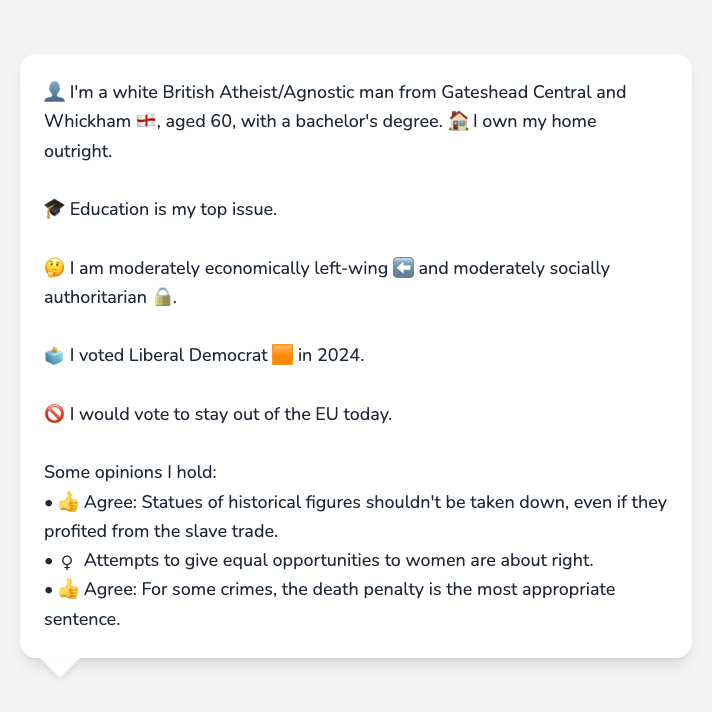 👤 I'm a white British Atheist/Agnostic man from Gateshead Central and
Whickham 🏴󠁧󠁢󠁥󠁮󠁧󠁿, aged 60, with a bachelor's degree. 🏠 I own my home
outright.
🎓 Education is my top issue.
🤔 I am moderately economically left-wing ⬅️ and moderately socially
authoritarian 🔒.
🗳️ I voted Liberal Democrat 🟧 in 2024.
🚫 I would vote to stay out of the EU today.
Some opinions I hold:
• 👍 Agree: Statues of historical figures shouldn't be taken down, even if they
profited from the slave trade.
• ♀ Attempts to give equal opportunities to women are about right.
• 👍 Agree: For some crimes, the death penalty is the most appropriate
sentence.